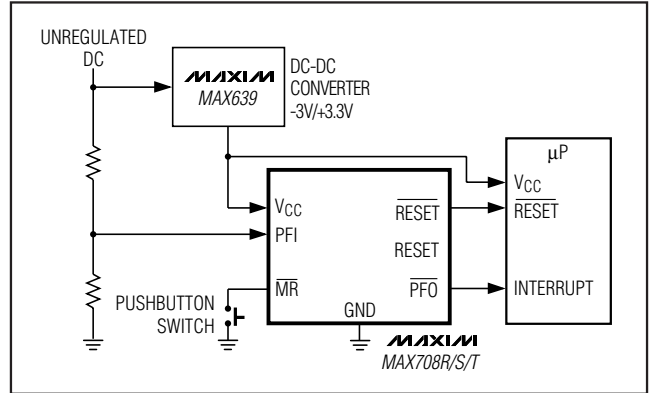 UNREGULATED
DC
MAXIM
MAX639
DC-DC
CONVERTER
-3V/+3.3V
µP
VCC
RESET
INTERRUPT
VCC
PFI
MR
GND
RESET
RESET
PFO
PUSHBUTTON
SWITCH
MAXIM
MAX708R/S/T